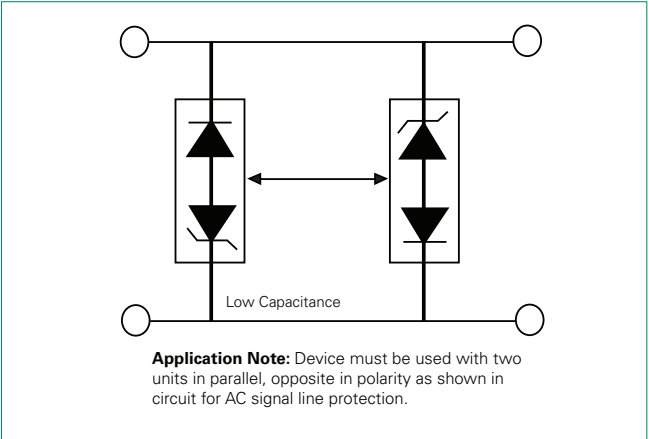 Low Capacitance
Application Note: Device must be used with two
units in parallel, opposite in polarity as shown in
circuit for AC signal line protection.